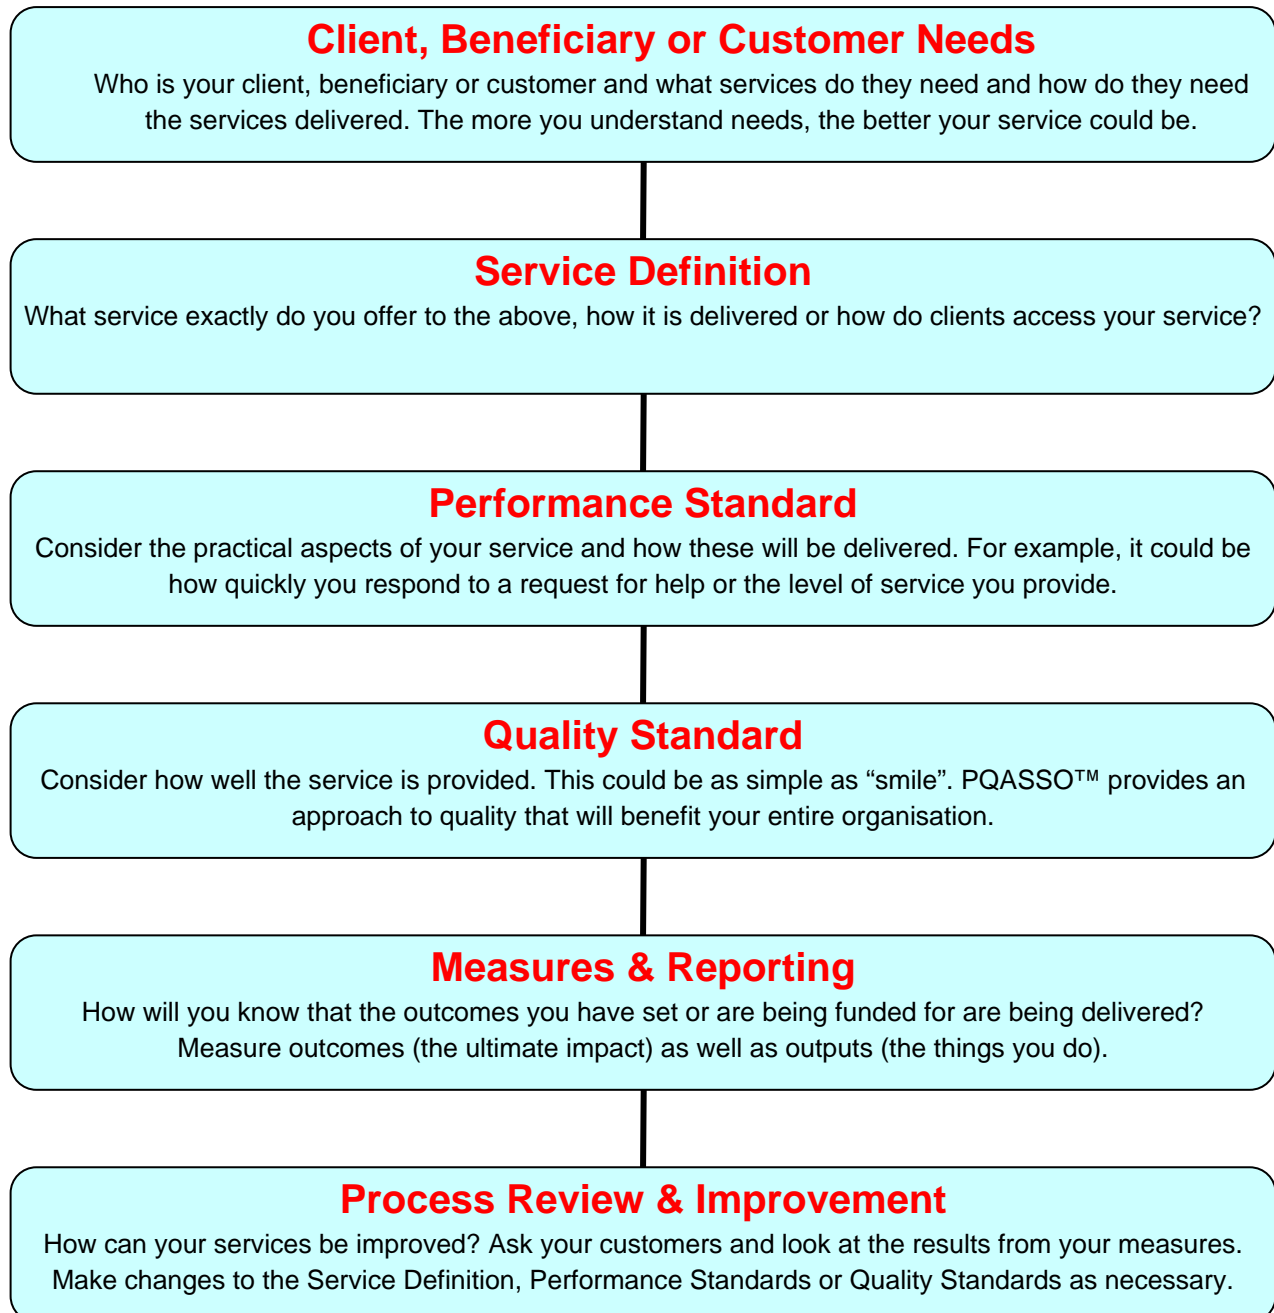 Client, Beneficiary or Customer Needs
Who is your client, beneficiary or customer and what services do they need and how do they need
the services delivered. The more you understand needs, the better your service could be.
Service Definition
What service exactly do you offer to the above, how it is delivered or how do clients access your service?
Performance Standard
Consider the practical aspects of your service and how these will be delivered. For example, it could be
how quickly you respond to a request for help or the level of service you provide.
Quality Standard
Consider how well the service is provided. This could be as simple as “smile”. PQASSO™ provides an
approach to quality that will benefit your entire organisation.
Measures & Reporting
How will you know that the outcomes you have set or are being funded for are being delivered?
Measure outcomes (the ultimate impact) as well as outputs (the things you do).
Process Review & Improvement
How can your services be improved? Ask your customers and look at the results from your measures.
Make changes to the Service Definition, Performance Standards or Quality Standards as necessary.